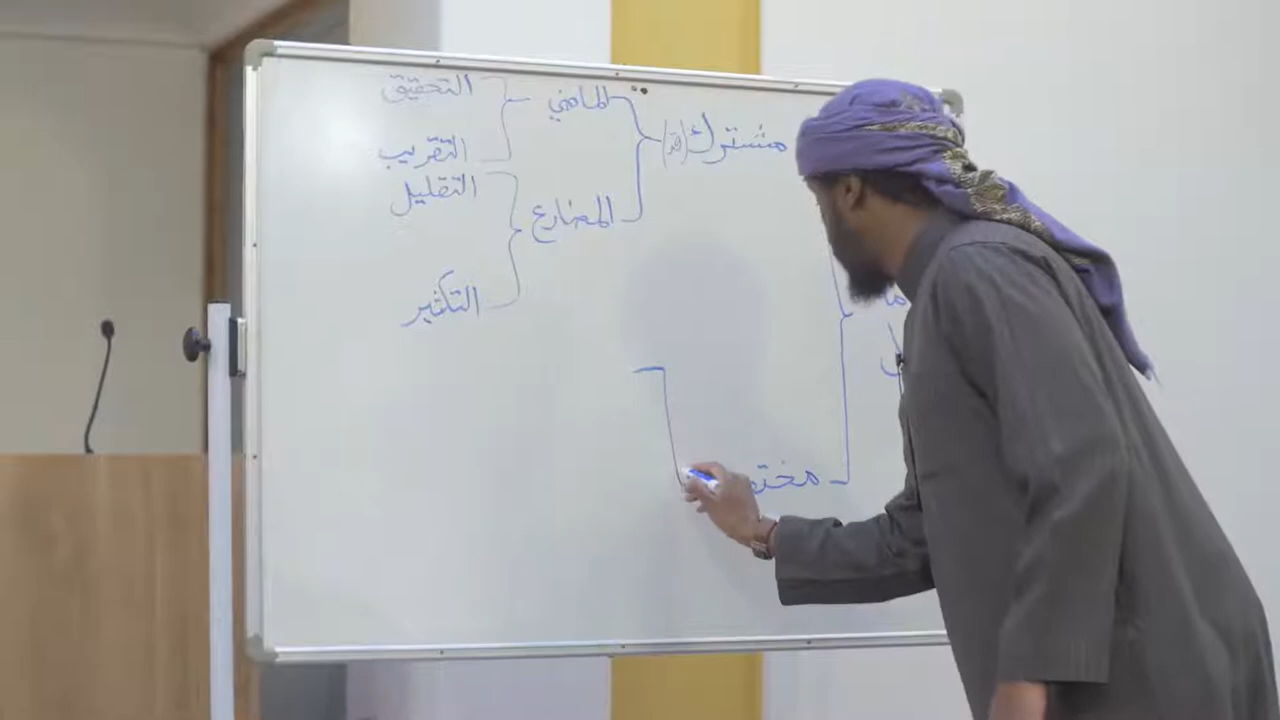 مشترك (قد)
الماضي
التحقيق
التقريب
المضارع
التقليل
التكثير